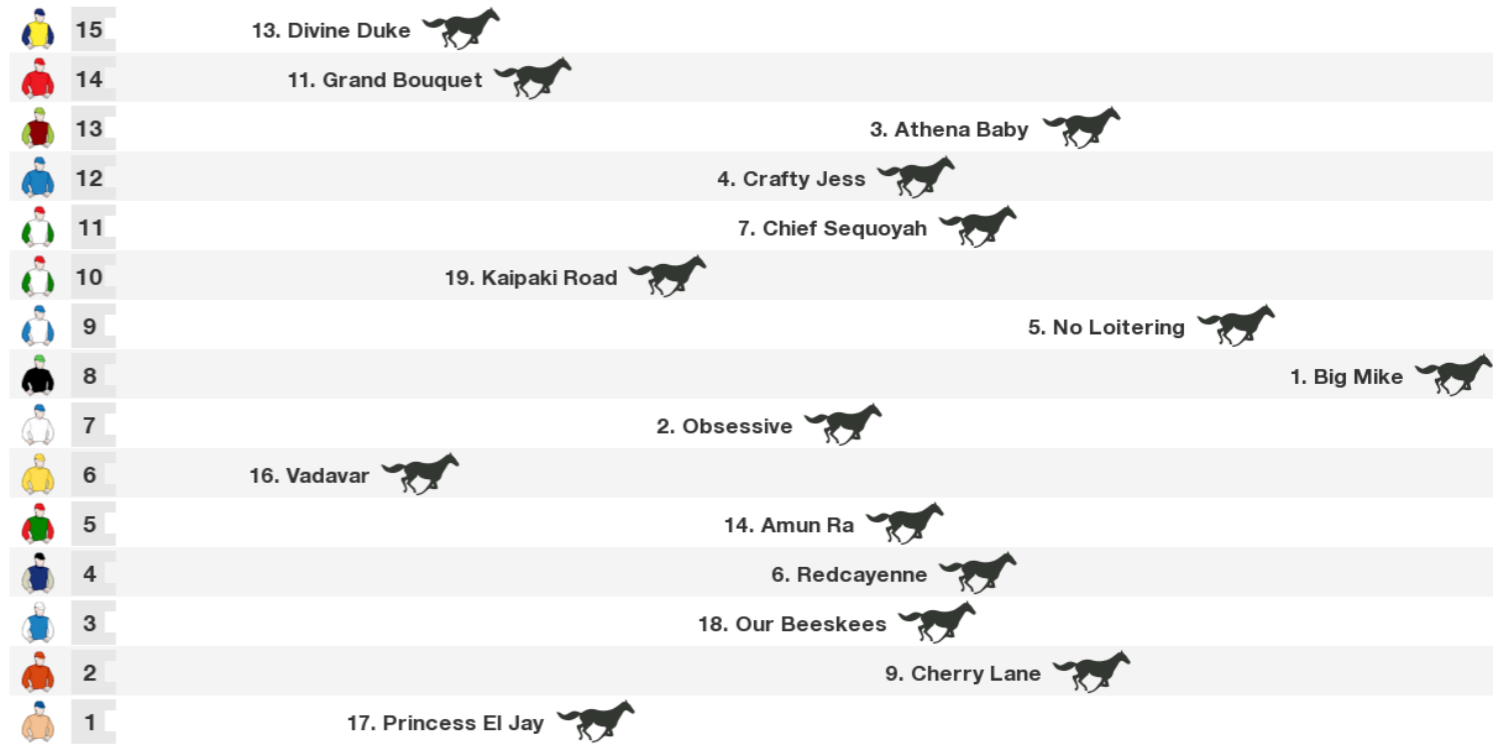 15 13. Divine Duke
14 11. Grand Bouquet
13 3. Athena Baby
12 4. Crafty Jess
11 7. Chief Sequoyah
10 19. Kaipaki Road
9 5. No Loitering
8 1. Big Mike
7 2. Obsessive
6 16. Vadavar
5 14. Amun Ra
4 6. Redcayenne
3 18. Our Beeskees
2 9. Cherry Lane
1 17. Princess El Jay